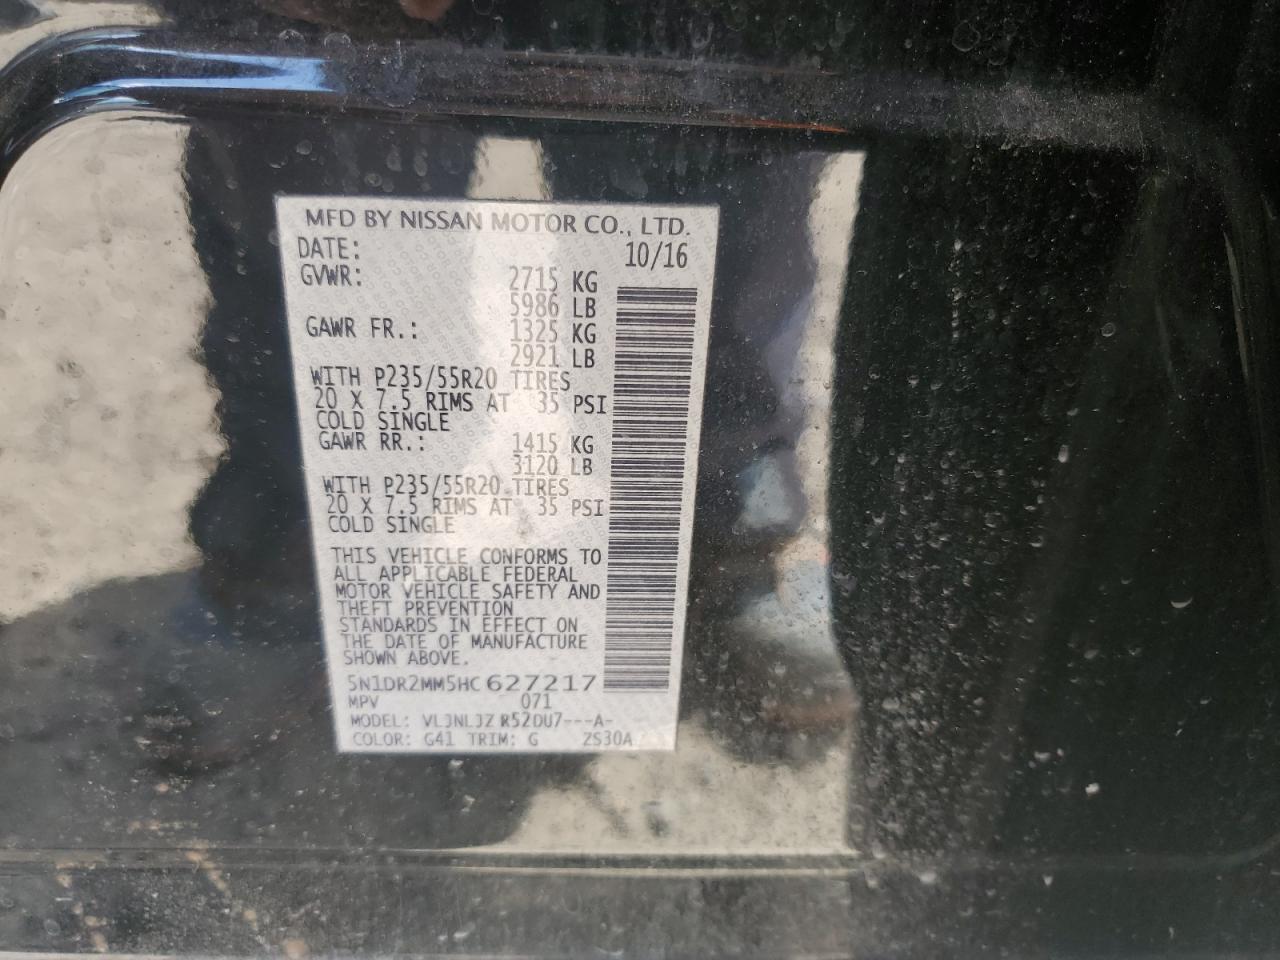 MFD BY NISSAN MOTOR CO., LTD.
DATE: 10/16
GVWR: 2715 KG
5986 LB
GAWR FR.: 1325 KG
2921 LB
WITH P235/55R20 TIRES
20 X 7.5 RIMS AT 35 PSI
COLD SINGLE
GAWR RR.: 1415 KG
3120 LB
WITH P235/55R20 TIRES
20 X 7.5 RIMS AT 35 PSI
COLD SINGLE
THIS VEHICLE CONFORMS TO
ALL APPLICABLE FEDERAL
MOTOR VEHICLE SAFETY AND
THEFT PREVENTION
STANDARDS IN EFFECT ON
THE DATE OF MANUFACTURE
SHOWN ABOVE.
5N1DR2MM5HC627217
MPV 071
MODEL: VLJNLJZ R52DU7---A-
COLOR: G41 TRIM: G ZS30A